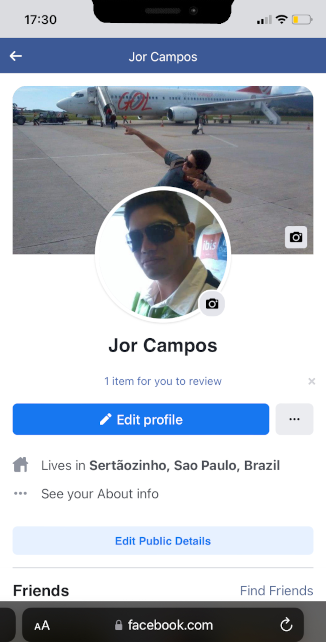 17:30
Jor Campos
GOL
ibis
Jor Campos
1 item for you to review
Edit profile
Lives in Sertãozinho, Sao Paulo, Brazil
See your About info
Edit Public Details
Friends
Find Friends
AA
facebook.com